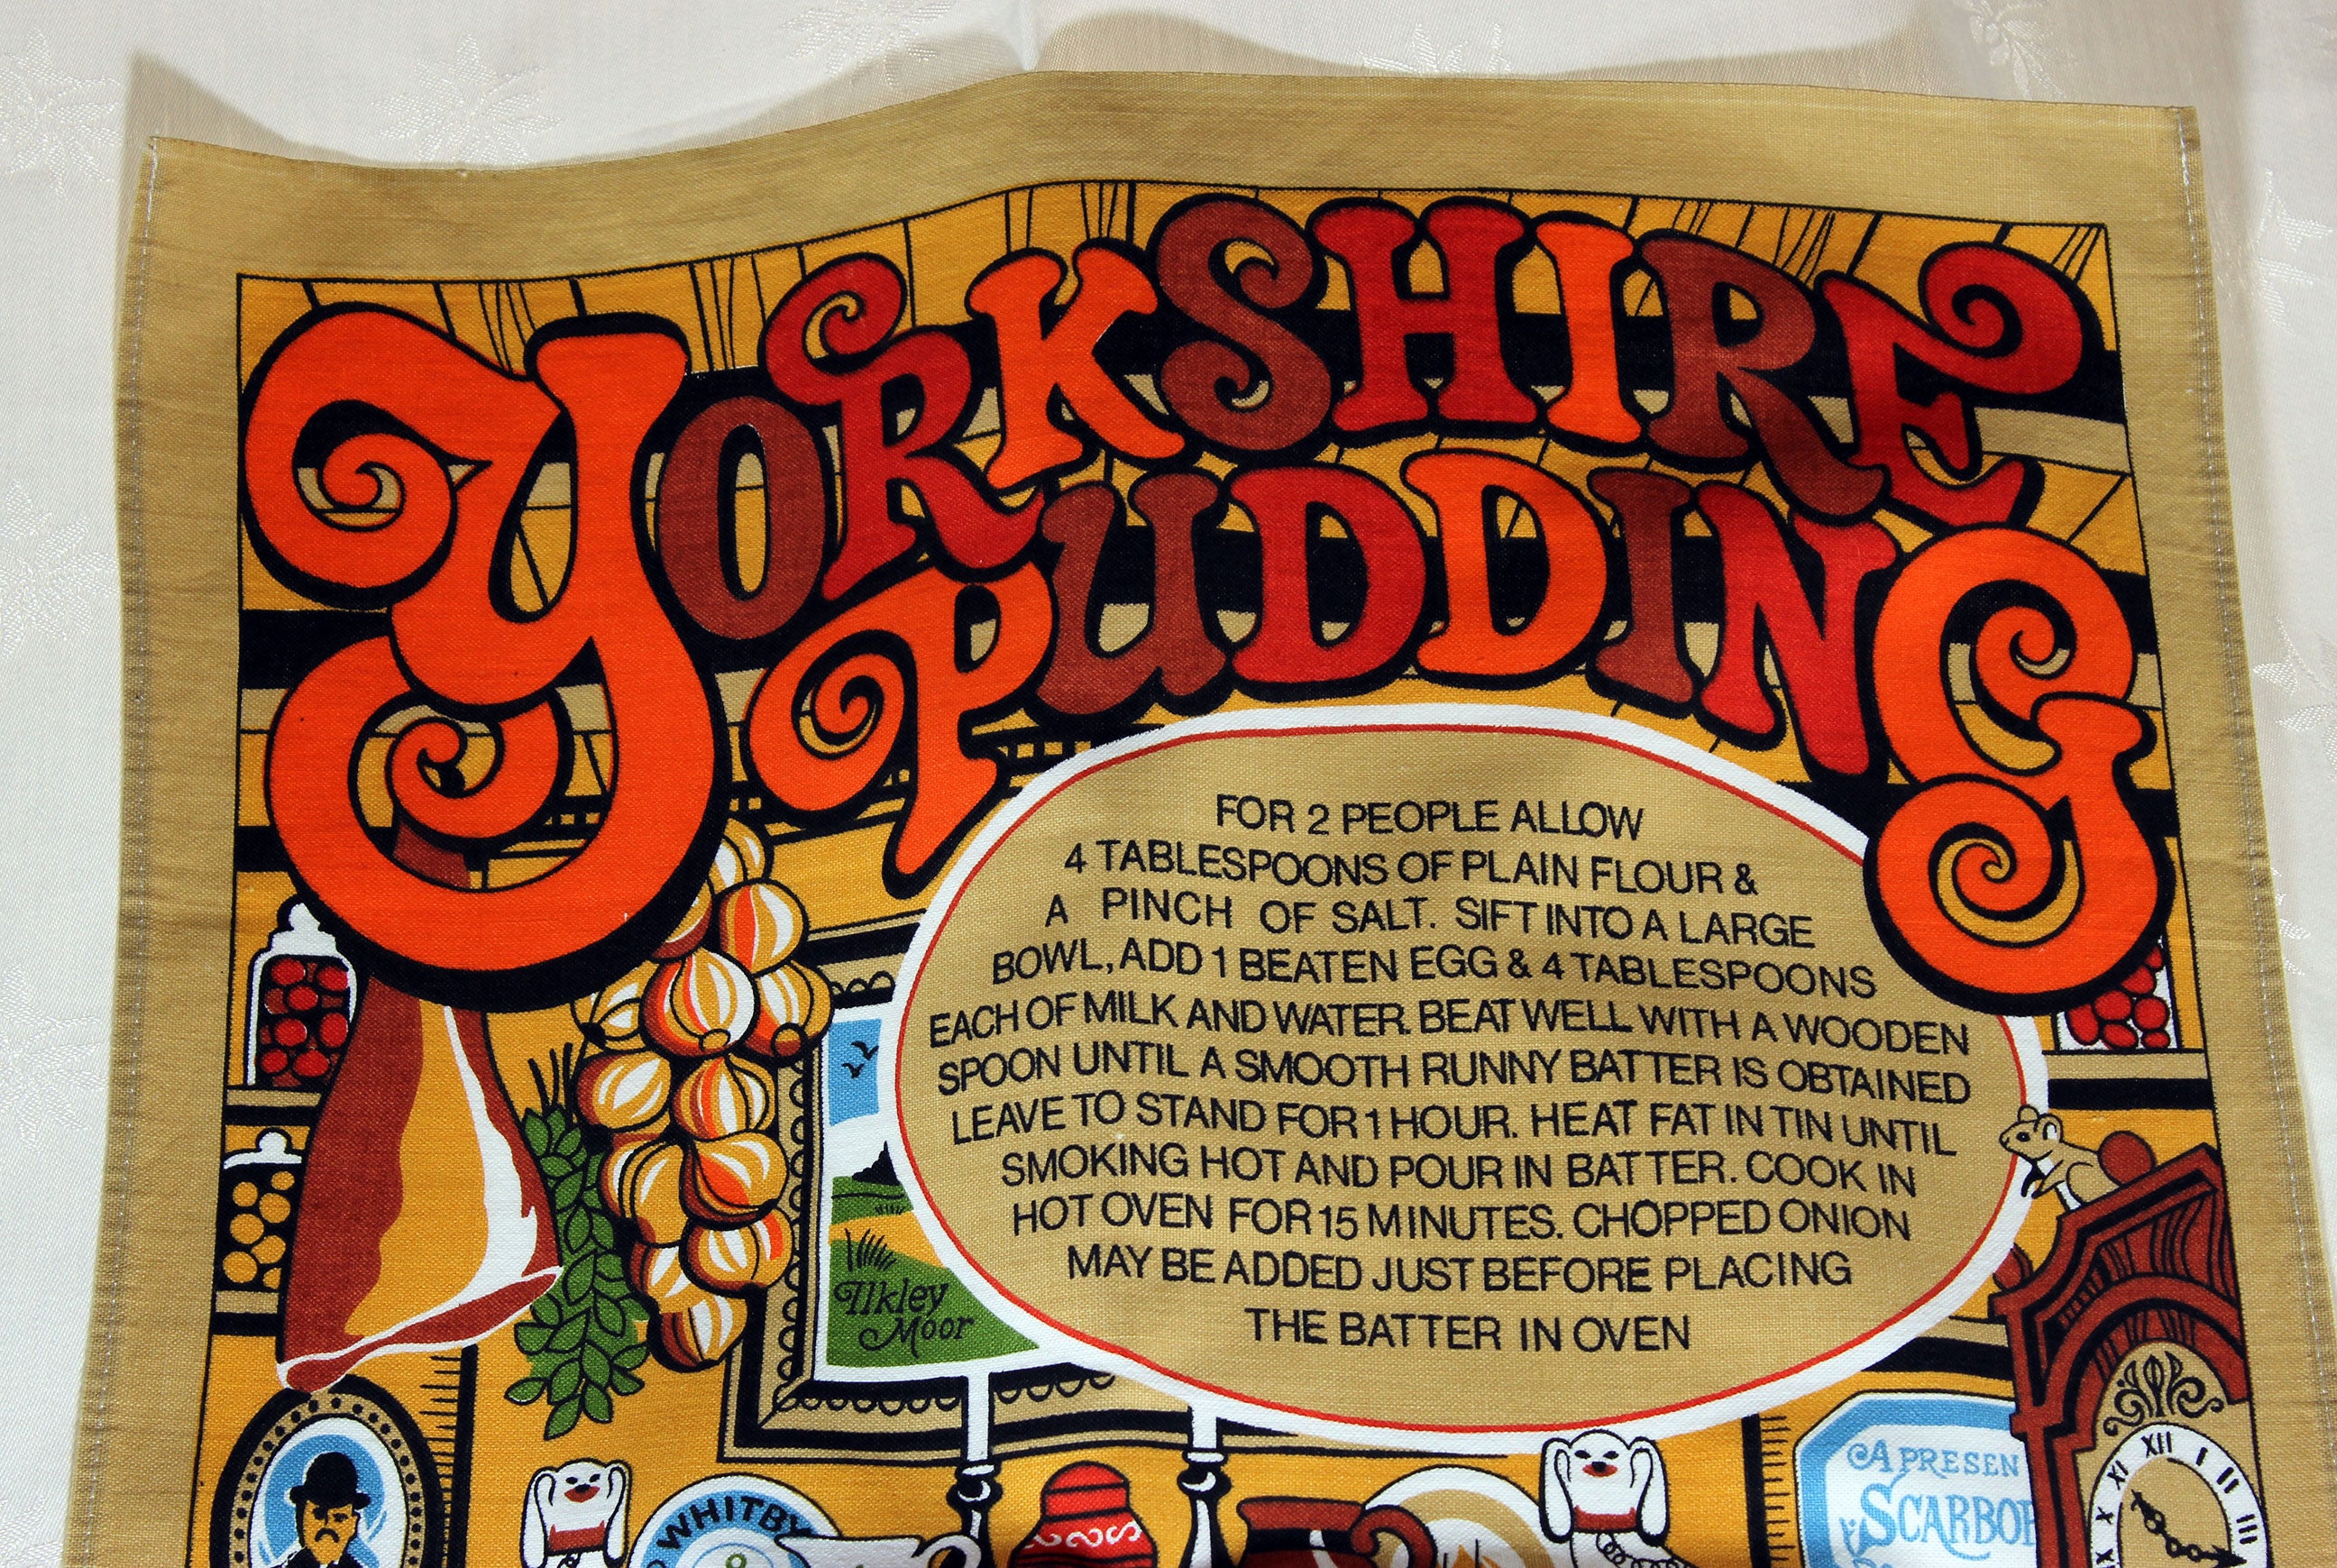 YORKSHIRE
PUDDING
FOR 2 PEOPLE ALLOW
4 TABLESPOONS OF PLAIN FLOUR &
A PINCH OF SALT. SIFT INTO A LARGE
BOWL, ADD 1 BEATEN EGG & 4 TABLESPOONS
EACH OF MILK AND WATER. BEAT WELL WITH A WOODEN
SPOON UNTIL A SMOOTH RUNNY BATTER IS OBTAINED
LEAVE TO STAND FOR 1 HOUR. HEAT FAT IN TIN UNTIL
SMOKING HOT AND POUR IN BATTER. COOK IN
HOT OVEN FOR 15 MINUTES. CHOPPED ONION
MAY BE ADDED JUST BEFORE PLACING
THE BATTER IN OVEN
Ilkley
Moor
WHITBY
A PRESEN
SCARBOR
X XI XII I II III